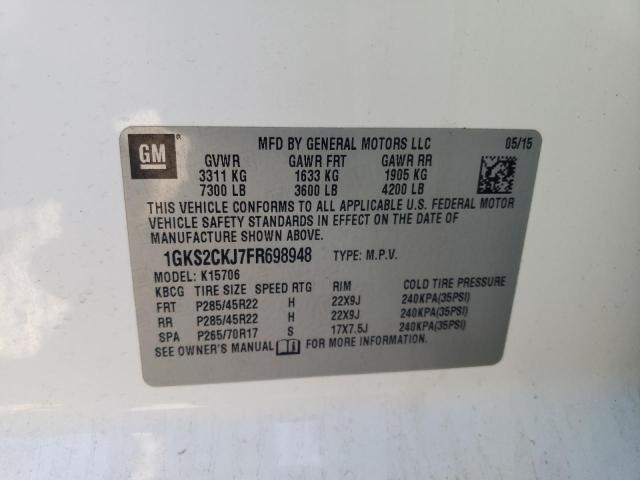 GM
MFD BY GENERAL MOTORS LLC 05/15
GVWR GAWR FRT GAWR RR
3311 KG 1633 KG 1905 KG
7300 LB 3600 LB 4200 LB
THIS VEHICLE CONFORMS TO ALL APPLICABLE U.S. FEDERAL MOTOR
VEHICLE SAFETY STANDARDS IN EFFECT ON THE DATE OF
MANUFACTURE SHOWN ABOVE.
1GKS2CKJ7FR698948 TYPE: M.P.V.
MODEL: K15706
KBCG TIRE SIZE SPEED RTG RIM COLD TIRE PRESSURE
FRT P285/45R22 H 22X9J 240KPA(35PSI)
RR P285/45R22 H 22X9J 240KPA(35PSI)
SPA P265/70R17 S 17X7.5J 240KPA(35PSI)
SEE OWNER'S MANUAL FOR MORE INFORMATION.